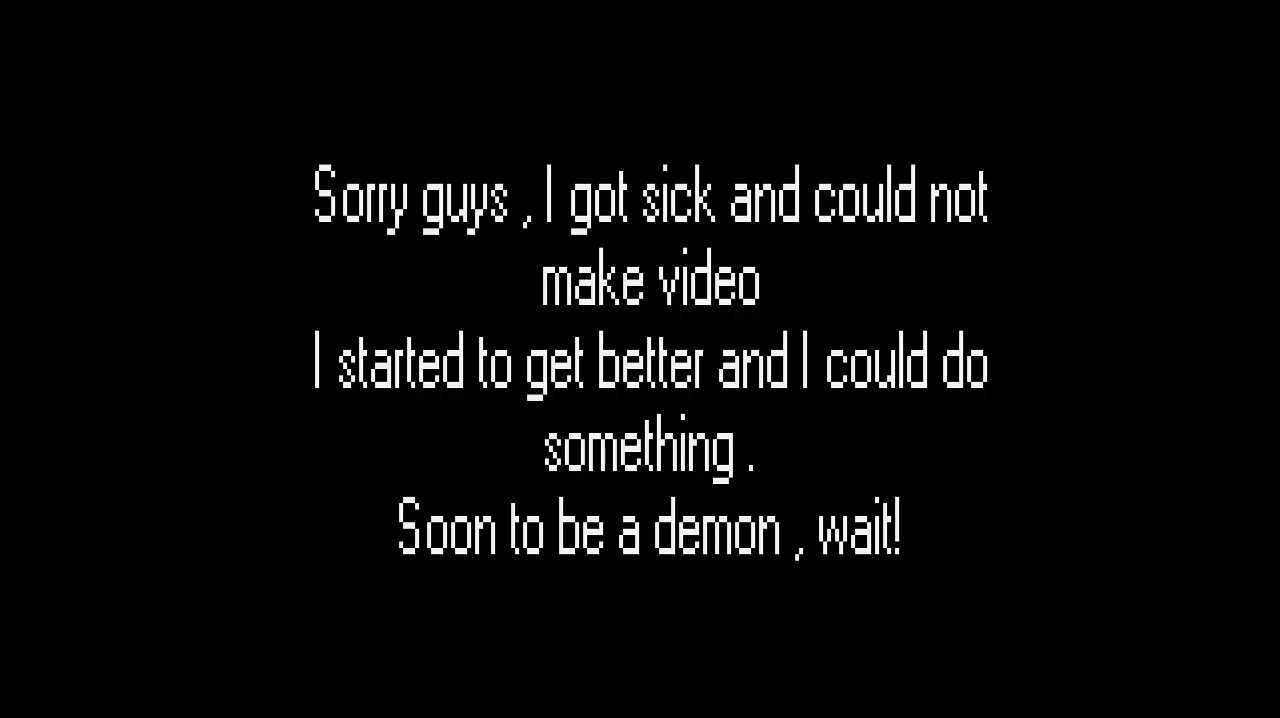 Sorry guys , I got sick and could not
make video
I started to get better and I could do
something .
Soon to be a demon , wait!